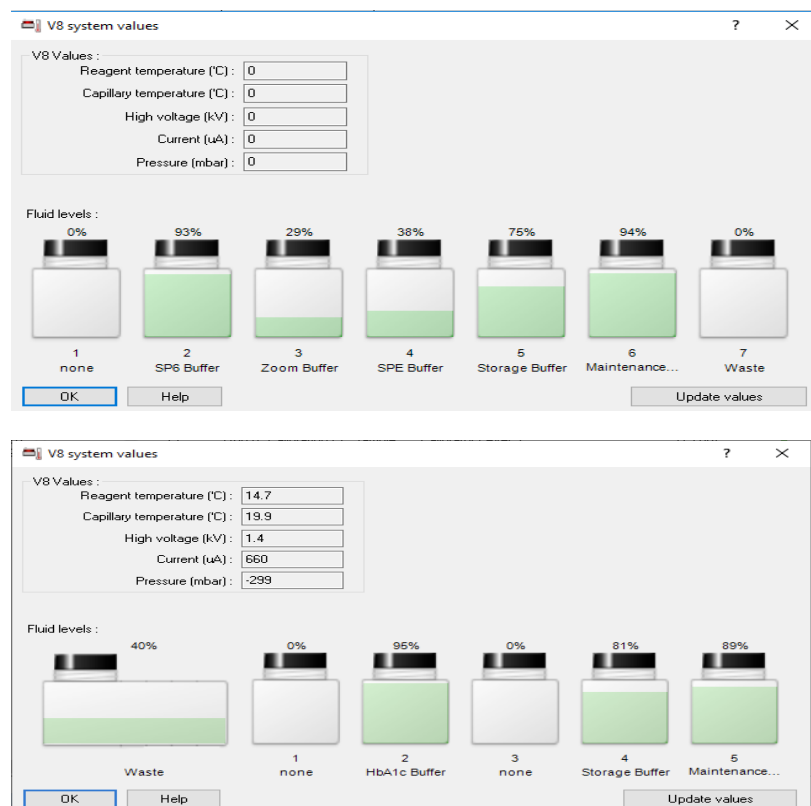 V8 system values ? ×
V8 Values :
Reagent temperature (°C) : 0
Capillary temperature (°C) : 0
High voltage (kV) : 0
Current (uA) : 0
Pressure (mbar) : 0
Fluid levels :
0% 93% 29% 38% 75% 94% 0%
1 2 3 4 5 6 7
none SP6 Buffer Zoom Buffer SPE Buffer Storage Buffer Maintenance... Waste
OK Help Update values
V8 system values ? ×
V8 Values :
Reagent temperature (°C) : 14.7
Capillary temperature (°C) : 19.9
High voltage (kV) : 1.4
Current (uA) : 660
Pressure (mbar) : -299
Fluid levels :
40% 0% 95% 0% 81% 89%
1 2 3 4 5
Waste none HbA1c Buffer none Storage Buffer Maintenance...
OK Help Update values